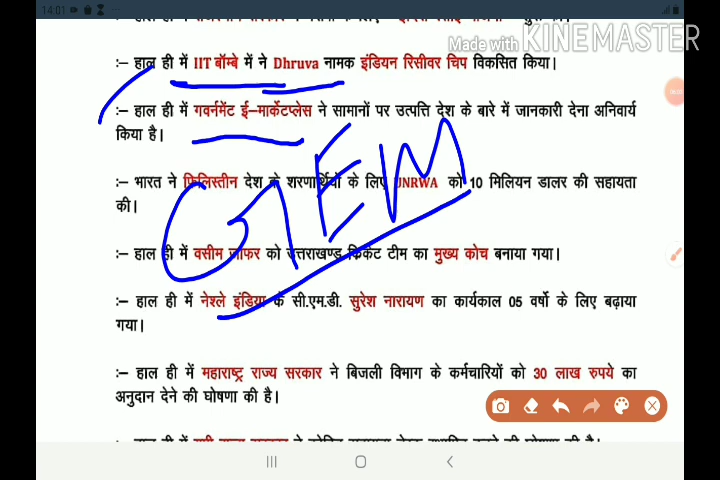 14:01
Made with KINEMASTER
:- हाल ही में IIT बॉम्बे में ने Dhruva नामक इंडियन रिसीवर चिप विकसित किया।
:- हाल ही में गवर्नमेंट ई-मार्केटप्लेस ने सामानों पर उत्पत्ति देश के बारे में जानकारी देना अनिवार्य
किया है।
GEM
:- भारत ने फिलिस्तीन देश के शरणार्थियों के लिए UNRWA को 10 मिलियन डालर की सहायता
की।
:- हाल ही में वसीम जाफर को उत्तराखण्ड क्रिकेट टीम का मुख्य कोच बनाया गया।
:- हाल ही में नेश्ले इंडिया के सी.एम.डी. सुरेश नारायण का कार्यकाल 05 वर्षो के लिए बढ़ाया
गया।
:- हाल ही में महाराष्ट्र राज्य सरकार ने बिजली विभाग के कर्मचारियों को 30 लाख रुपये का
अनुदान देने की घोषणा की है।